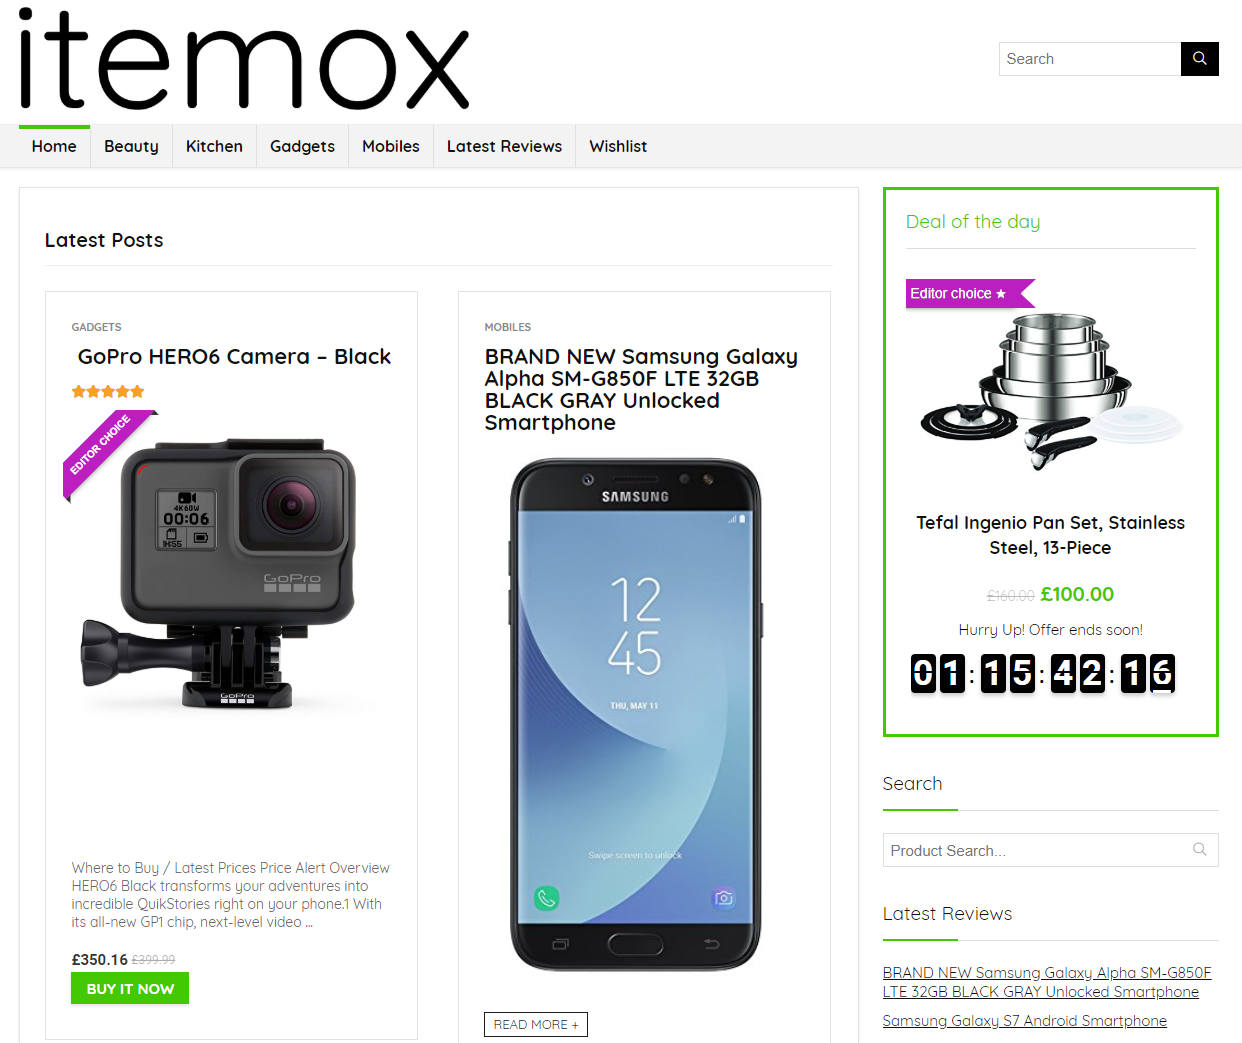 itemox
Search
Home
Beauty
Kitchen
Gadgets
Mobiles
Latest Reviews
Wishlist
Latest Posts
GADGETS
GoPro HERO6 Camera – Black
EDITOR CHOICE
4K60W
00:06
1H:55
GoPro
GoPro
Where to Buy / Latest Prices Price Alert Overview
HERO6 Black transforms your adventures into
incredible QuikStories right on your phone.1 With
its all-new GP1 chip, next-level video ...
£350.16 £399.99
BUY IT NOW
MOBILES
BRAND NEW Samsung Galaxy
Alpha SM-G850F LTE 32GB
BLACK GRAY Unlocked
Smartphone
SAMSUNG
12
45
THU, MAY 11
Swipe screen to unlock
READ MORE +
Deal of the day
Editor choice
Tefal Ingenio Pan Set, Stainless
Steel, 13-Piece
£160.00 £100.00
Hurry Up! Offer ends soon!
01:15:42:16
Search
Product Search...
Latest Reviews
BRAND NEW Samsung Galaxy Alpha SM-G850F
LTE 32GB BLACK GRAY Unlocked Smartphone
Samsung Galaxy S7 Android Smartphone